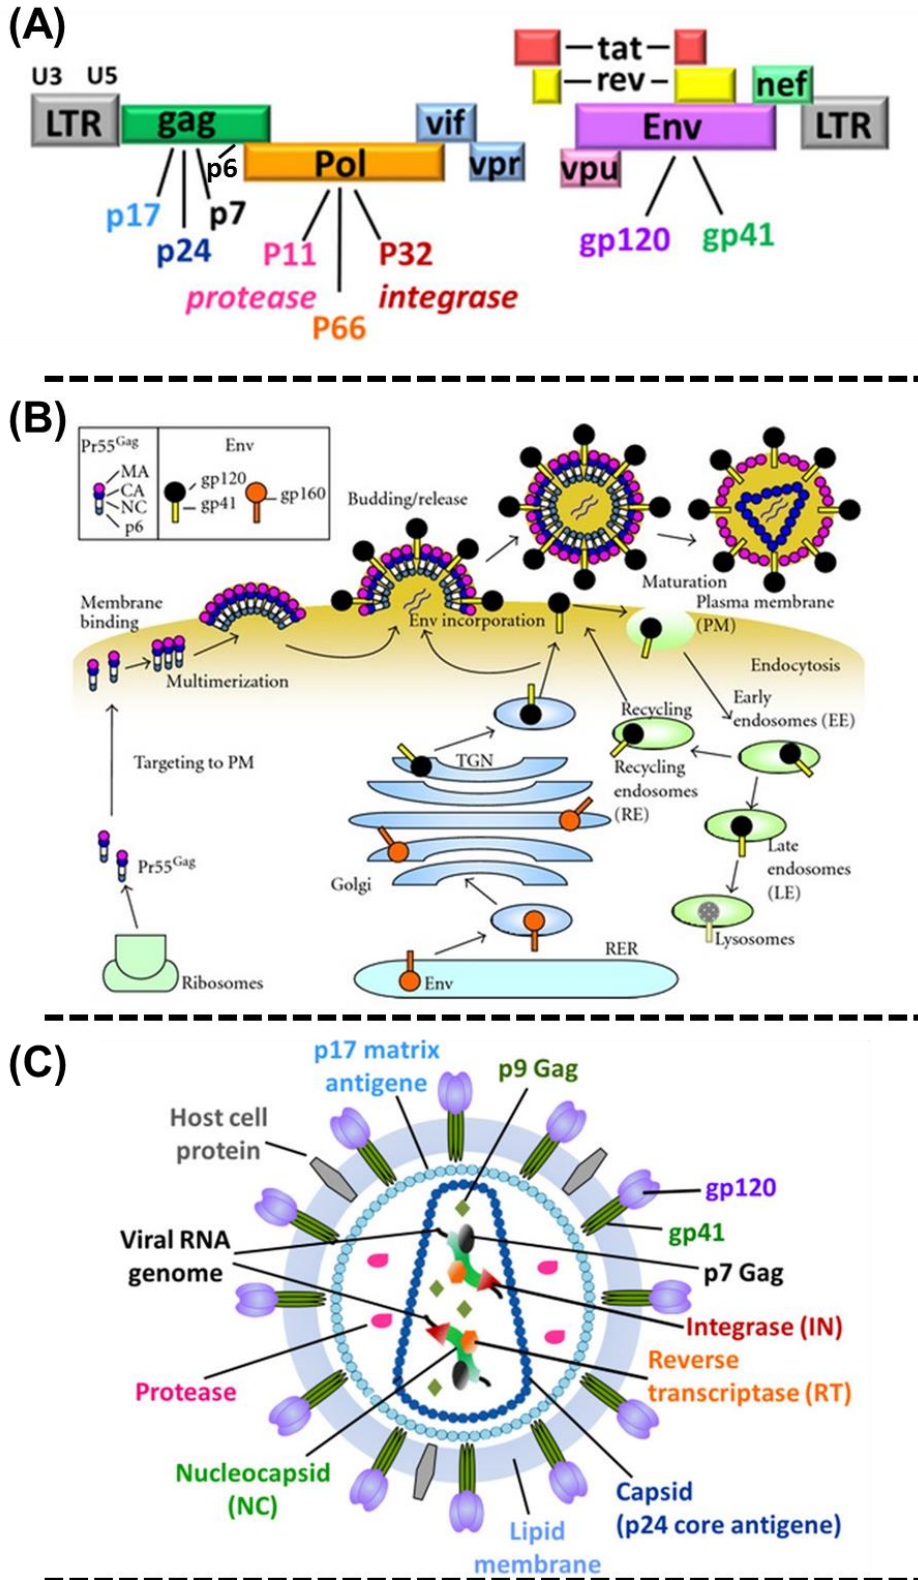 (A)
U3 U5
LTR
gag
Pol
vif
vpr
tat
rev
vpu
Env
nef
LTR
p17
p24
p7
p6
P11
protease
P66
P32
integrase
gp120
gp41
(B)
Pr55Gag
MA
CA
NC
p6
Env
gp120
gp41
gp160
Budding/release
Membrane
binding
Multimerization
Env incorporation
Maturation
Plasma membrane
(PM)
Endocytosis
Targeting to PM
TGN
Recycling
Recycling
endosomes
(RE)
Early
endosomes (EE)
Late
endosomes
(LE)
Lysosomes
Pr55Gag
Golgi
Ribosomes
RER
Env
(C)
p17 matrix
antigene
p9 Gag
Host cell
protein
gp120
gp41
Viral RNA
genome
p7 Gag
Integrase (IN)
Reverse
transcriptase (RT)
Protease
Nucleocapsid
(NC)
Capsid
(p24 core antigene)
Lipid
membrane